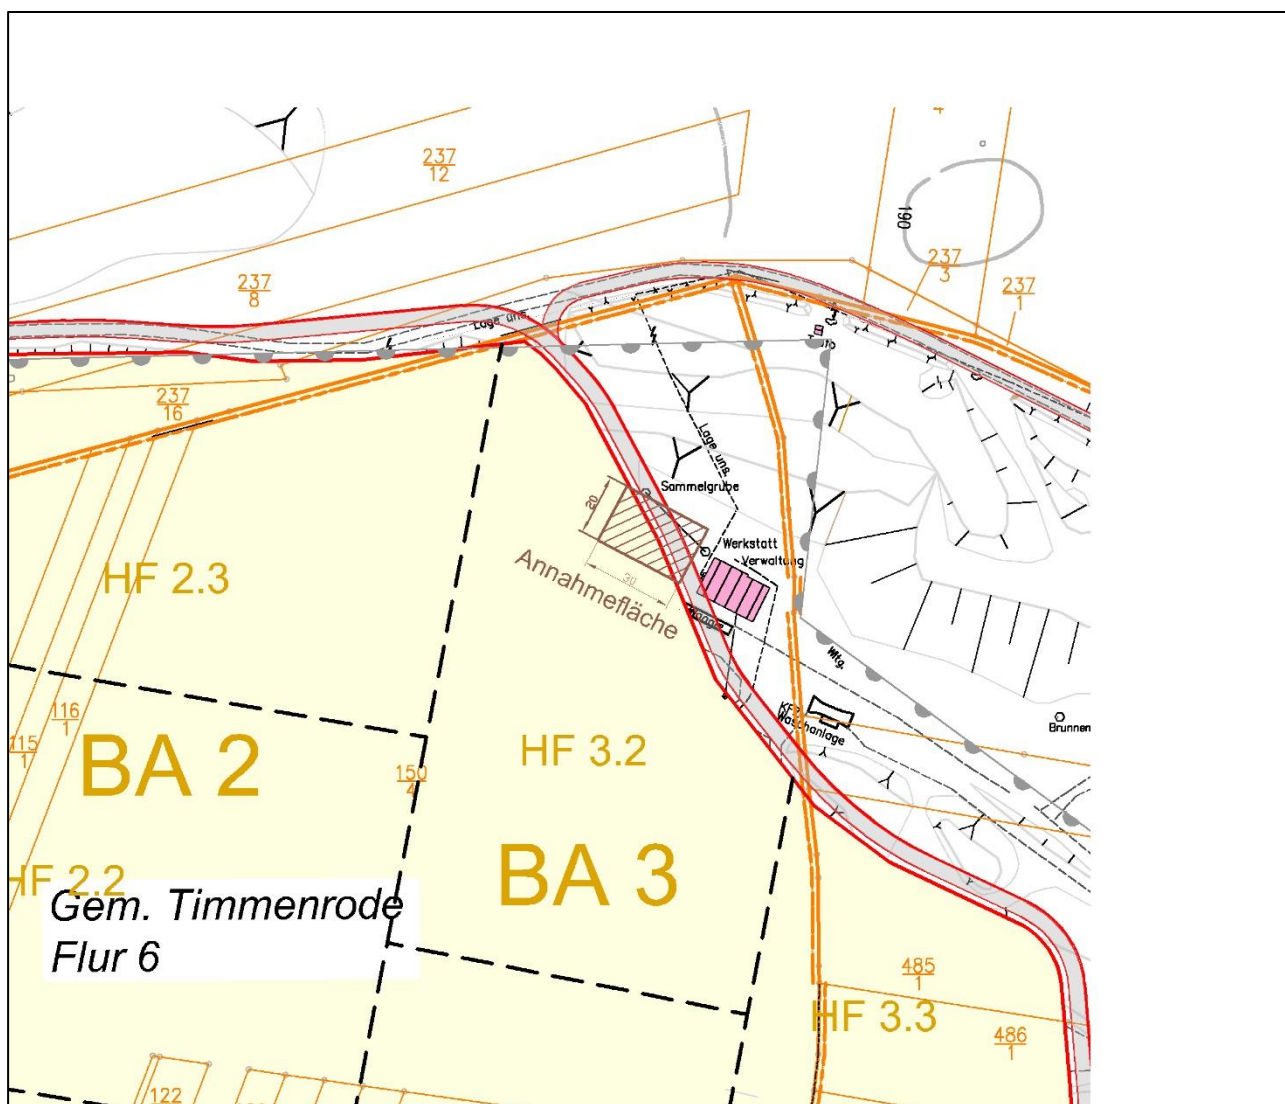 4
237
12
190
237
3
237
1
237
8
Lage uns.
237
16
Lage uns.
Sammelgrube
20
Werkstatt
Verwaltung
Annahmefläche
30
HF 2.3
Wltg.
116
1
115
1
BA 2
HF 3.2
150
4
KFZ
Waschanlage
Brunnen
BA 3
HF 2.2
Gem. Timmenrode
Flur 6
485
1
HF 3.3
486
1
122